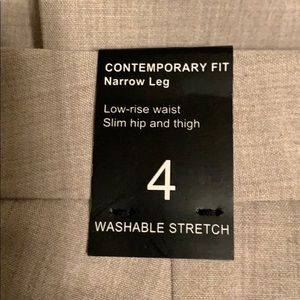 CONTEMPORARY FIT
Narrow Leg
Low-rise waist
Slim hip and thigh
4
WASHABLE STRETCH